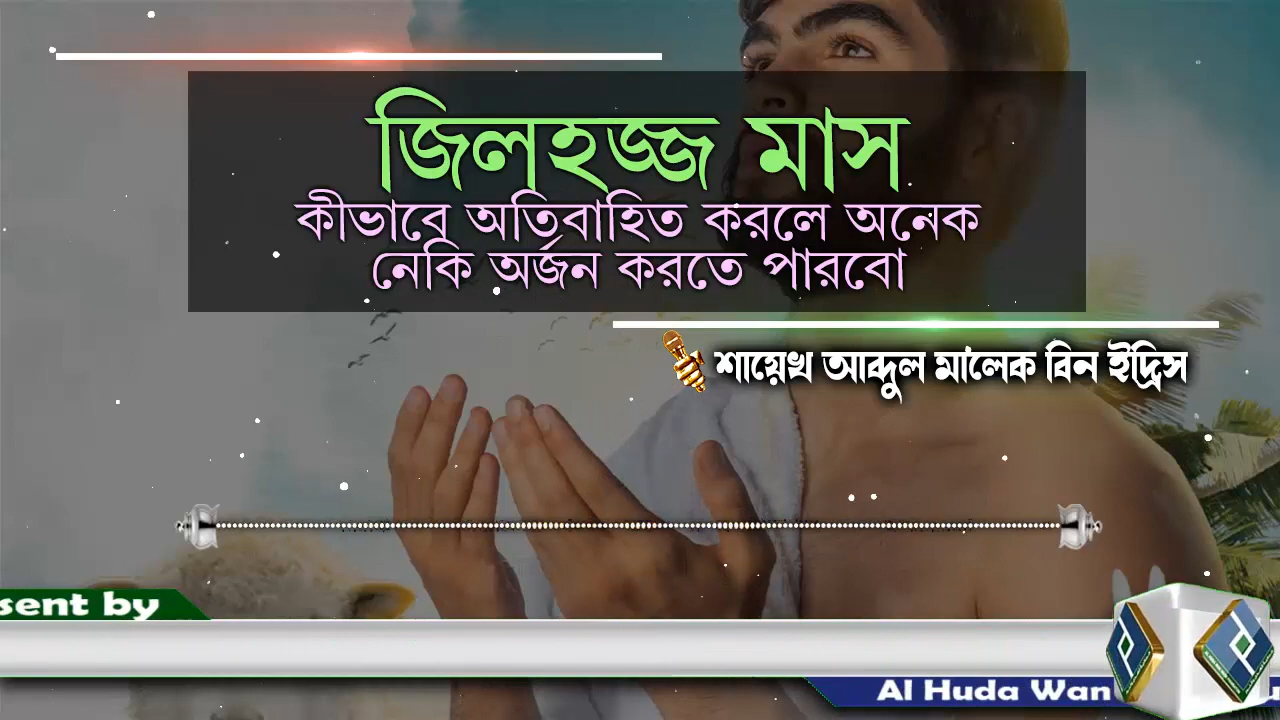 জিলহজ্জ মাস
কীভাবে অতিবাহিত করলে অনেক
নেকি অর্জন করতে পারবো
শায়েখ আব্দুল মালেক বিন ইদ্রিস
sent by
Al Huda Wan